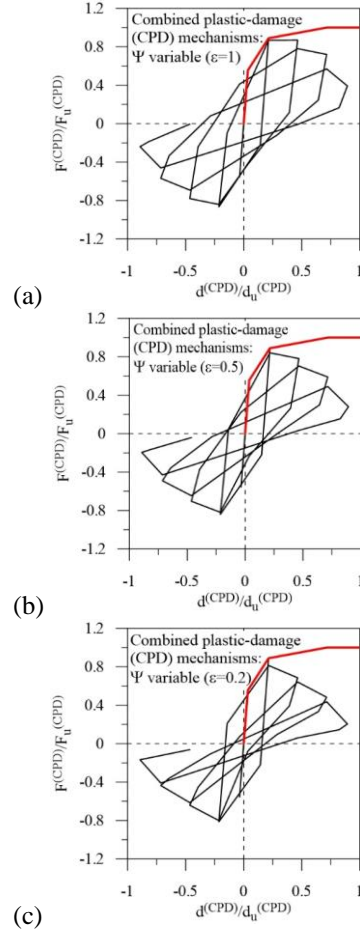 Combined plastic-damage
(CPD) mechanisms:
Ψ variable (ε=1)
F(CPD)/Fu(CPD)
1.2
0.8
0.4
0
-0.4
-0.8
-1.2
-1 -0.5 0 0.5 1
d(CPD)/du(CPD)
(a)
Combined plastic-damage
(CPD) mechanisms:
Ψ variable (ε=0.5)
F(CPD)/Fu(CPD)
1.2
0.8
0.4
0
-0.4
-0.8
-1.2
-1 -0.5 0 0.5 1
d(CPD)/du(CPD)
(b)
Combined plastic-damage
(CPD) mechanisms:
Ψ variable (ε=0.2)
F(CPD)/Fu(CPD)
1.2
0.8
0.4
0
-0.4
-0.8
-1.2
-1 -0.5 0 0.5 1
d(CPD)/du(CPD)
(c)